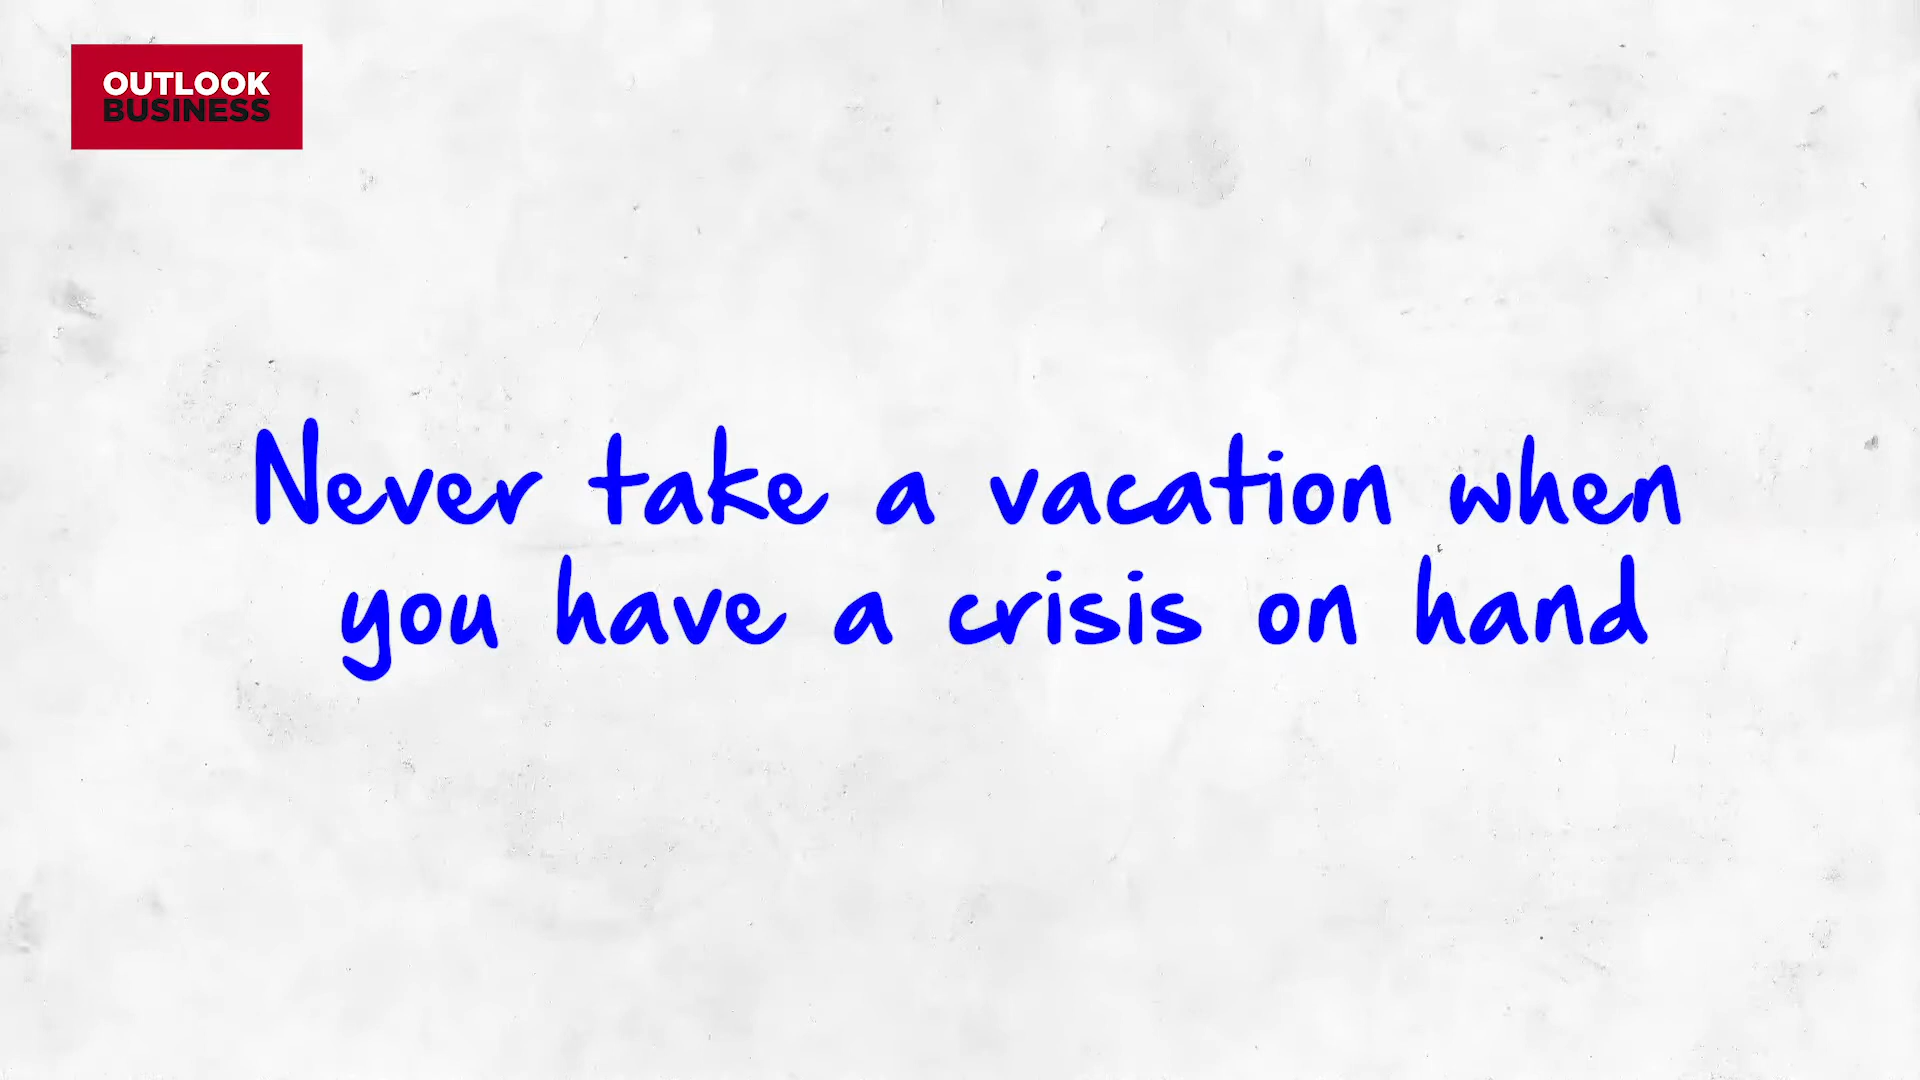 OUTLOOK
BUSINESS
Never take a vacation when
you have a crisis on hand